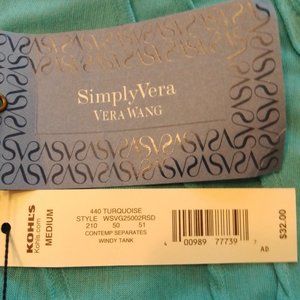 SimplyVera
VERA WANG
KOHL'S
Kohls.com
MEDIUM
440 TURQUOISE
STYLE WSVG25002RSD
210 50 51
CONTEMP SEPARATES
WINDY TANK
4 00989 77739 7
AD
$32.00